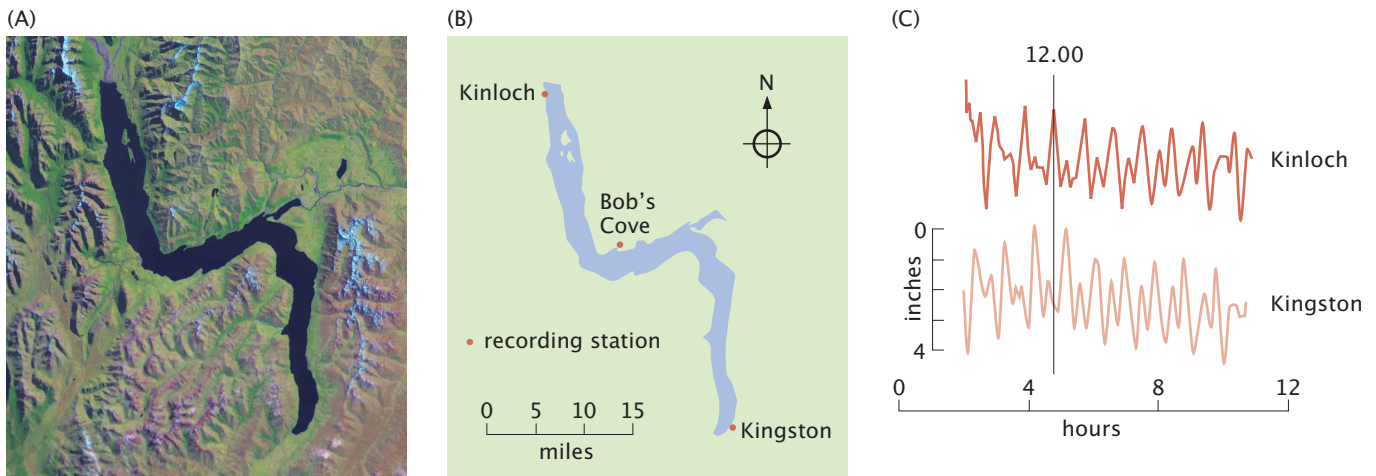 (A)
(B)
Kinloch
N
Bob’s
Cove
recording station
0 5 10 15
miles
Kingston
(C)
12.00
Kinloch
0
inches
4
Kingston
0 4 8 12
hours